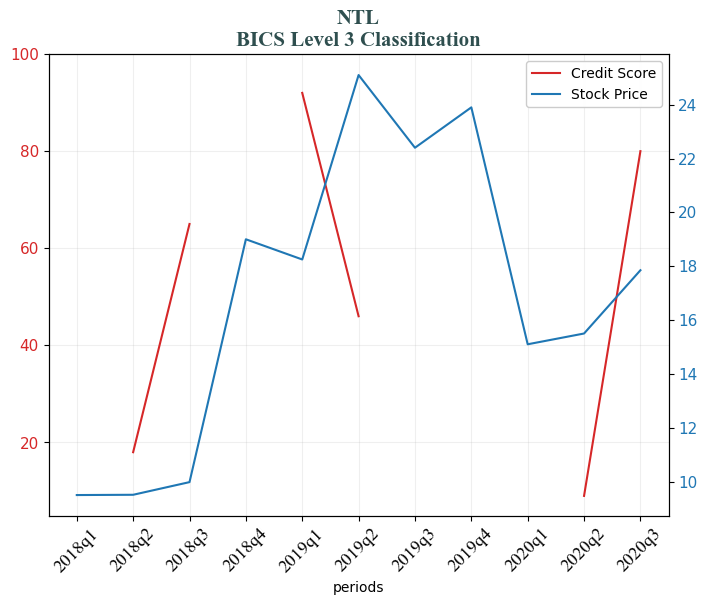 NTL
BICS Level 3 Classification
Credit Score
Stock Price
100
80
60
40
20
24
22
20
18
16
14
12
10
2018q1
2018q2
2018q3
2018q4
2019q1
2019q2
2019q3
2019q4
2020q1
2020q2
2020q3
periods